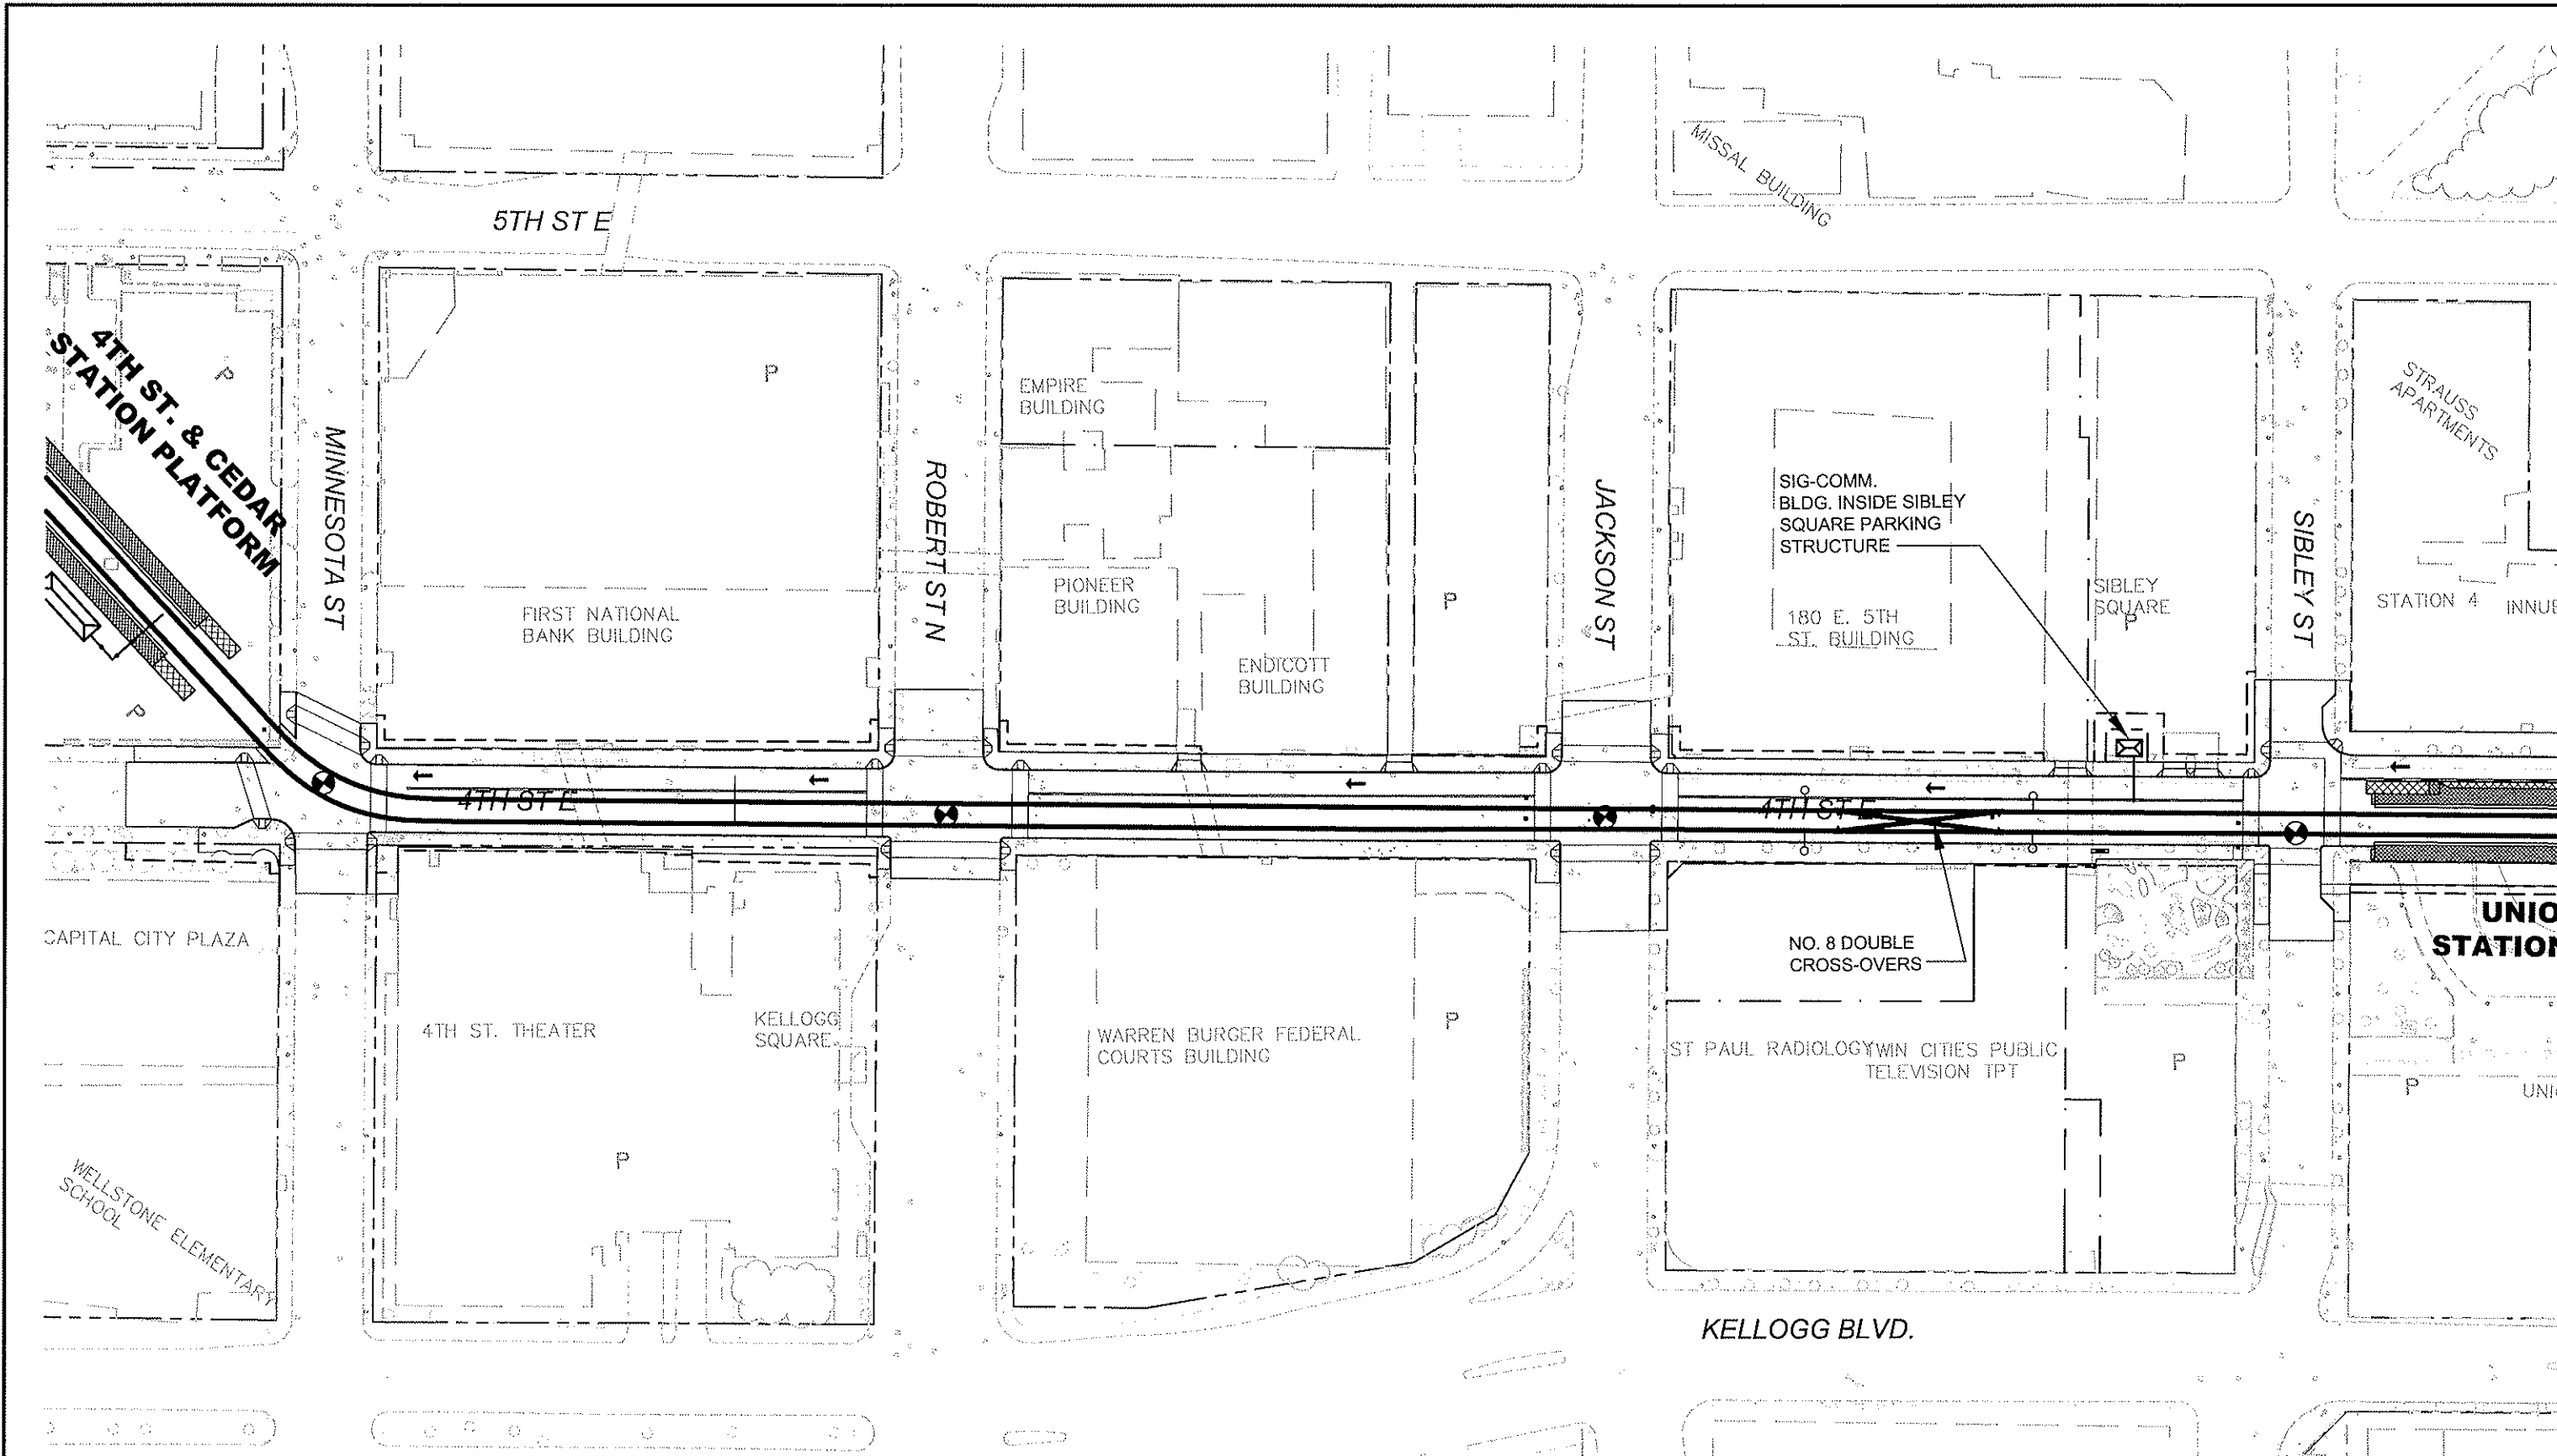 MISSAL BUILDING
5TH ST E
4TH ST. & CEDAR
STATION PLATFORM
P
MINNESOTA ST
P
EMPIRE
BUILDING
ROBERT ST N
PIONEER
BUILDING
ENDICOTT
BUILDING
P
JACKSON ST
SIG-COMM.
BLDG. INSIDE SIBLEY
SQUARE PARKING
STRUCTURE
180 E. 5TH
ST. BUILDING
SIBLEY
SQUARE
P
SIBLEY ST
STRAUSS
APARTMENTS
STATION 4
INNUE
FIRST NATIONAL
BANK BUILDING
P
4TH ST E
4TH ST E
CAPITAL CITY PLAZA
NO. 8 DOUBLE
CROSS-OVERS
UNIO
STATION
4TH ST. THEATER
KELLOGG
SQUARE
WARREN BURGER FEDERAL
COURTS BUILDING
P
ST PAUL RADIOLOGY
TWIN CITIES PUBLIC
TELEVISION TPT
P
P
UNI
WELLSTONE ELEMENTARY
SCHOOL
P
KELLOGG BLVD.